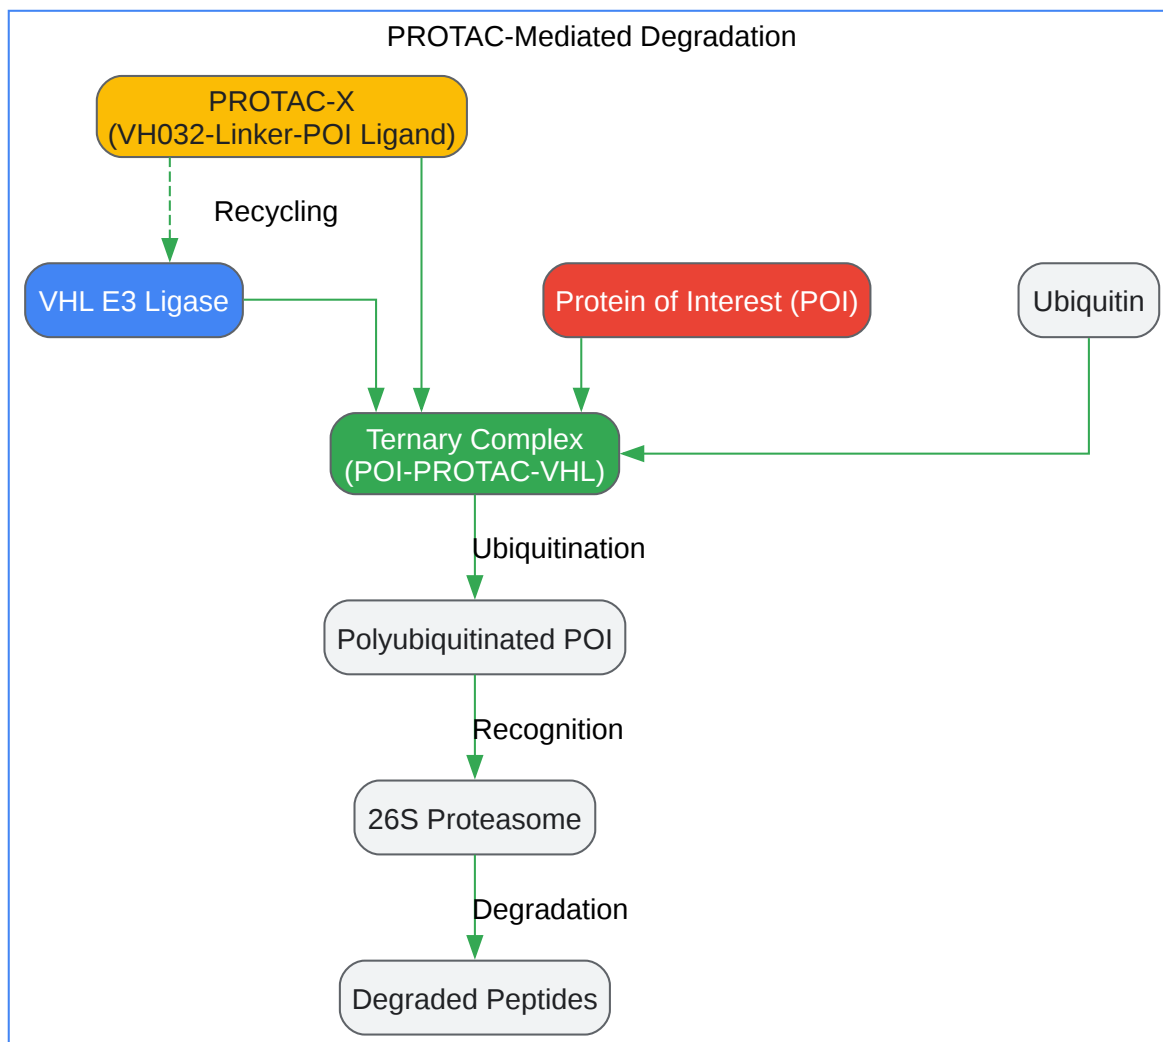 PROTAC-Mediated Degradation
PROTAC-X
(VH032-Linker-POI Ligand)
Recycling
VHL E3 Ligase
Protein of Interest (POI)
Ubiquitin
Ternary Complex
(POI-PROTAC-VHL)
Ubiquitination
Polyubiquitinated POI
Recognition
26S Proteasome
Degradation
Degraded Peptides